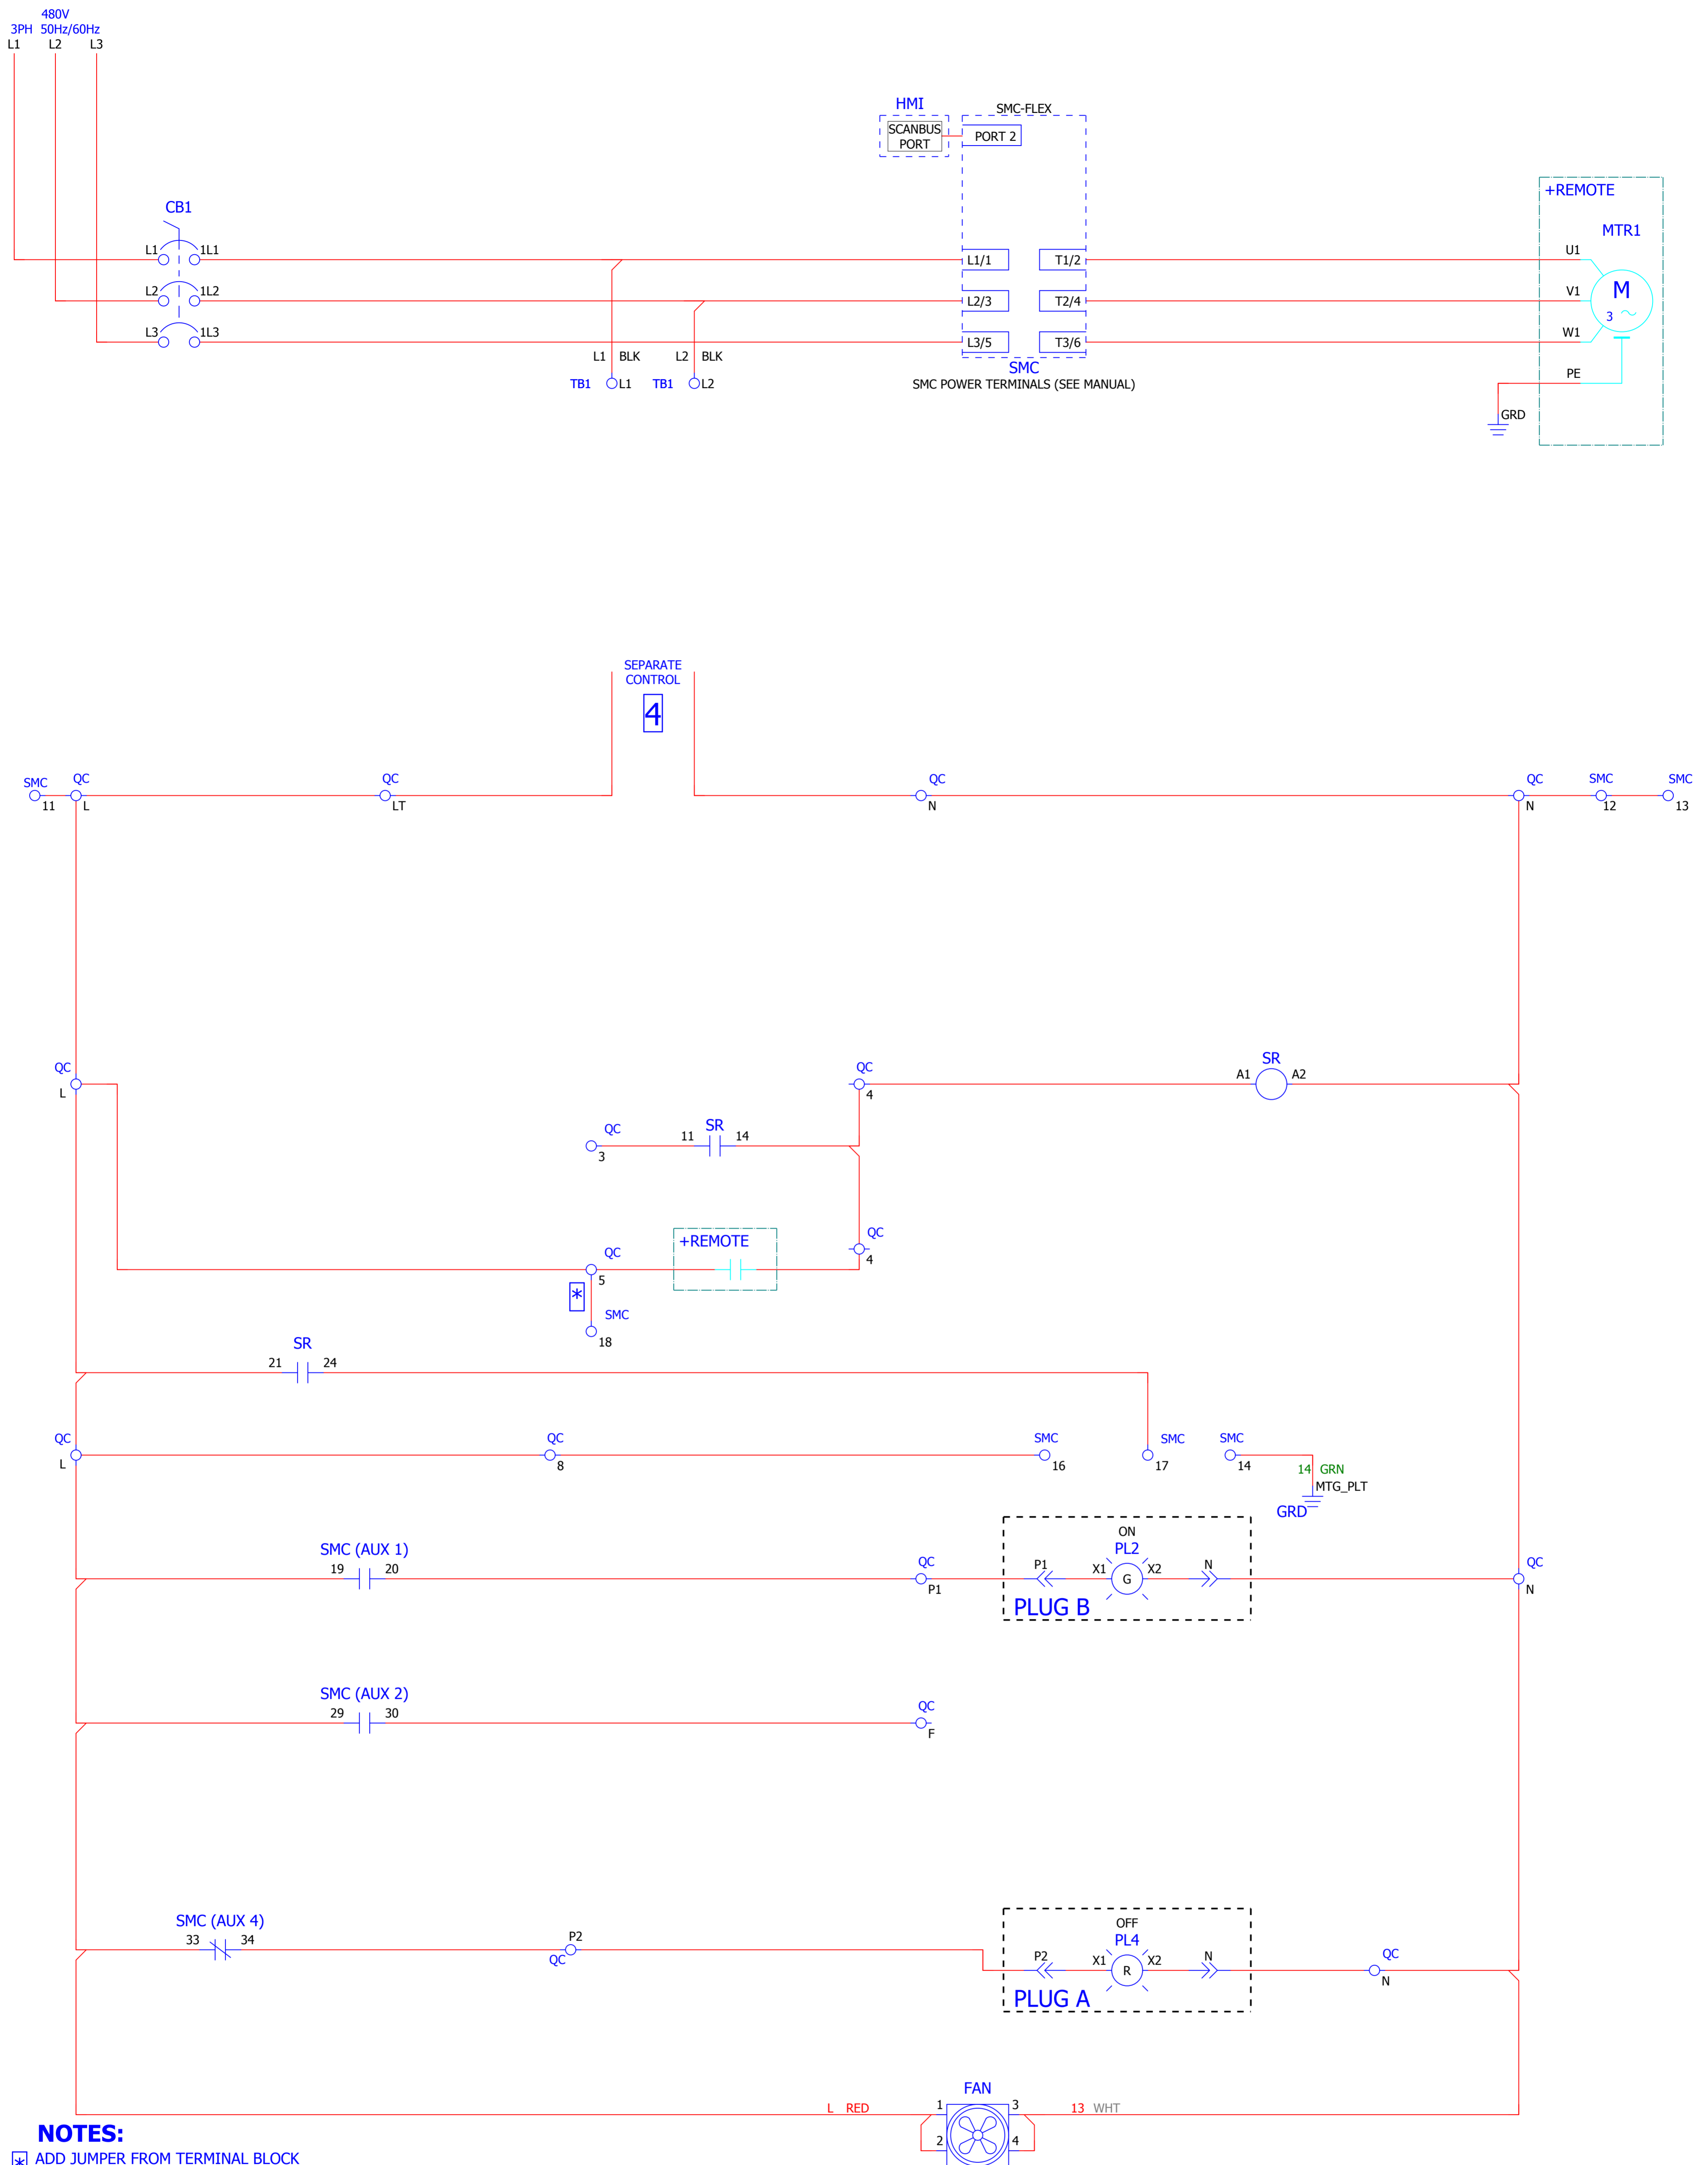 480V
3PH 50Hz/60Hz
L1 L2 L3
HMI
SCANBUS
PORT
SMC-FLEX
PORT 2
+REMOTE
MTR1
CB1
L1 1L1
L2 1L2
L3 1L3
L1/1 T1/2
L2/3 T2/4
L3/5 T3/6
U1
V1
W1
M
3
PE
GRD
L1 BLK L2 BLK
TB1 L1 TB1 L2
SMC
SMC POWER TERMINALS (SEE MANUAL)
SEPARATE
CONTROL
4
SMC QC QC QC QC SMC SMC
11 L LT N N 12 13
QC QC SR
L 4 A1 A2
QC SR
3 11 14
QC
4
QC
5
+REMOTE
*
SMC
18
SR
21 24
QC QC SMC SMC SMC
L 8 16 17 14
14 GRN
MTG_PLT
GRD
SMC (AUX 1)
19 20
QC
P1
ON
PL2
P1 X1 G X2 N
PLUG B
QC
N
SMC (AUX 2)
29 30
QC
F
SMC (AUX 4)
33 34
P2
QC
OFF
PL4
P2 X1 R X2 N
PLUG A
QC
N
FAN
L RED 1 3 13 WHT
2 4
NOTES:
* ADD JUMPER FROM TERMINAL BLOCK